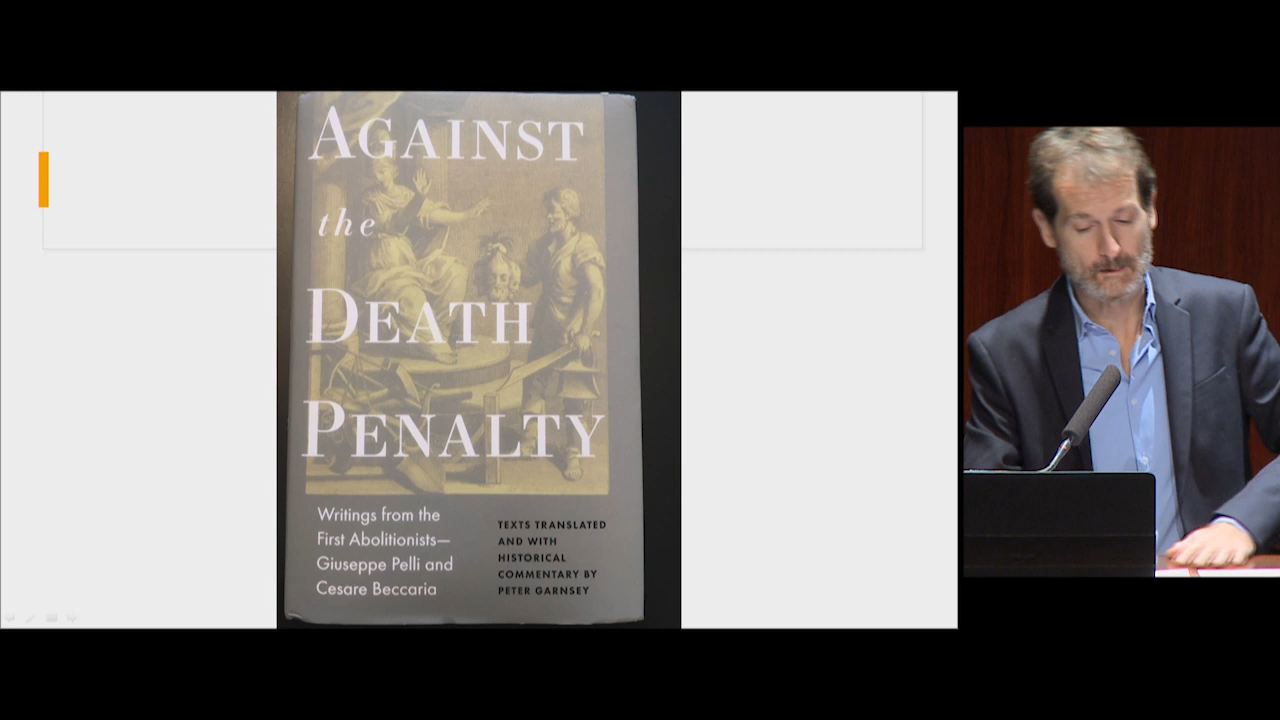 AGAINST
the
DEATH
PENALTY
Writings from the
First Abolitionists—
Giuseppe Pelli and
Cesare Beccaria
TEXTS TRANSLATED
AND WITH
HISTORICAL
COMMENTARY BY
PETER GARNSEY